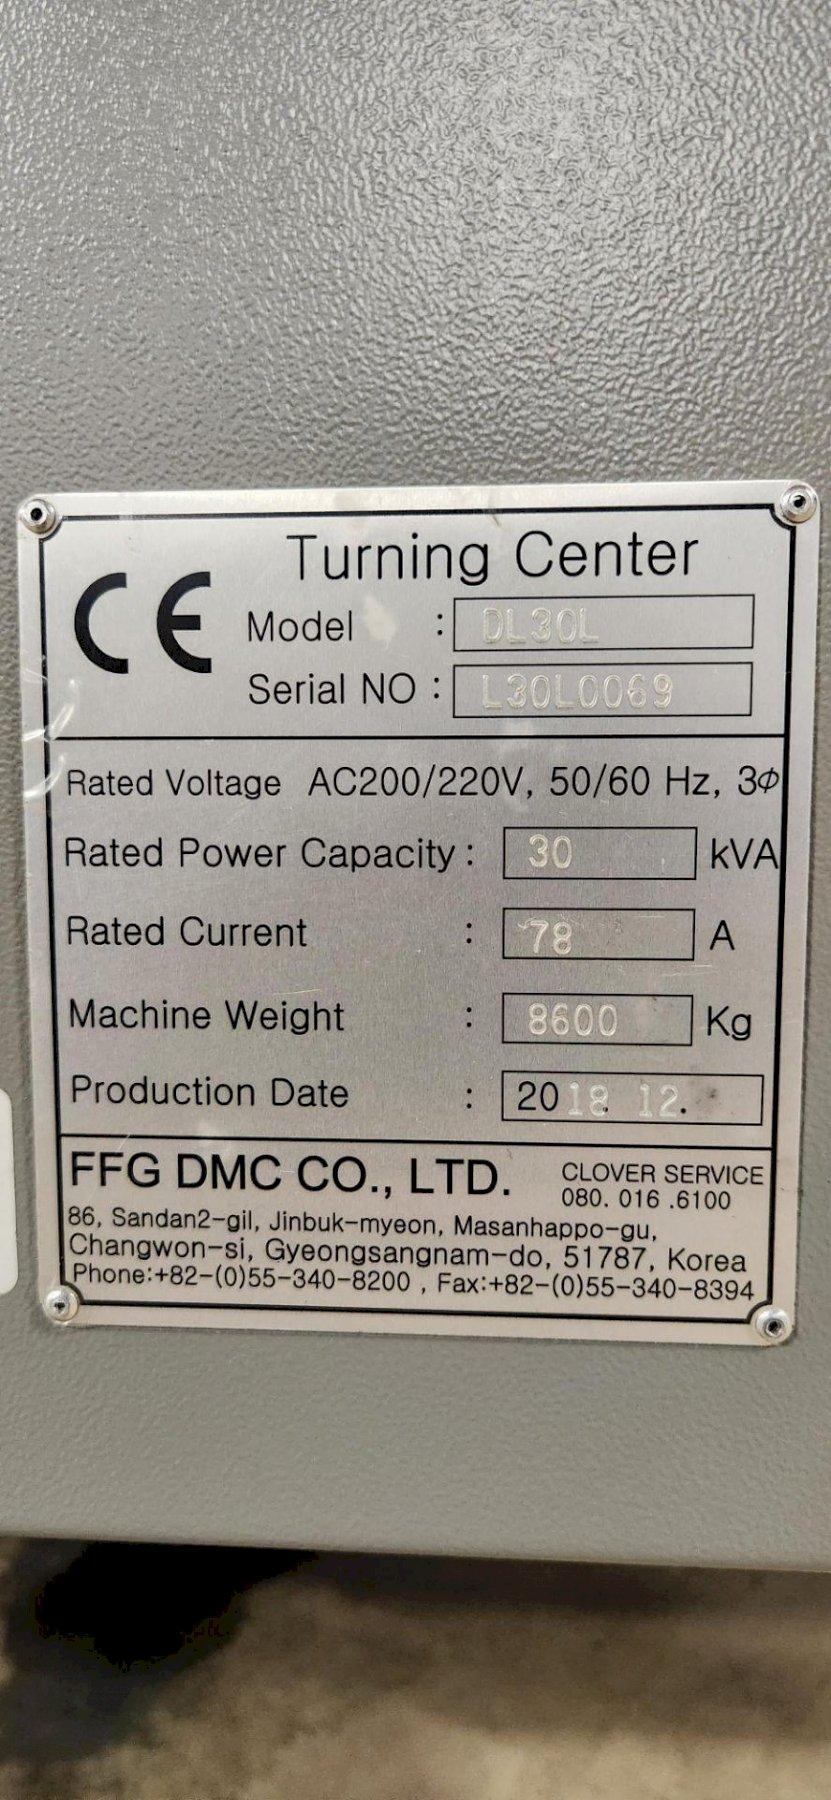 CE
Turning Center
Model : DL30L
Serial NO : L30L0069
Rated Voltage AC200/220V, 50/60 Hz, 3Φ
Rated Power Capacity : 30 kVA
Rated Current : 78 A
Machine Weight : 8600 Kg
Production Date : 2018. 12.
FFG DMC CO., LTD.
CLOVER SERVICE
080. 016 .6100
86, Sandan2-gil, Jinbuk-myeon, Masanhappo-gu,
Changwon-si, Gyeongsangnam-do, 51787, Korea
Phone:+82-(0)55-340-8200 , Fax:+82-(0)55-340-8394